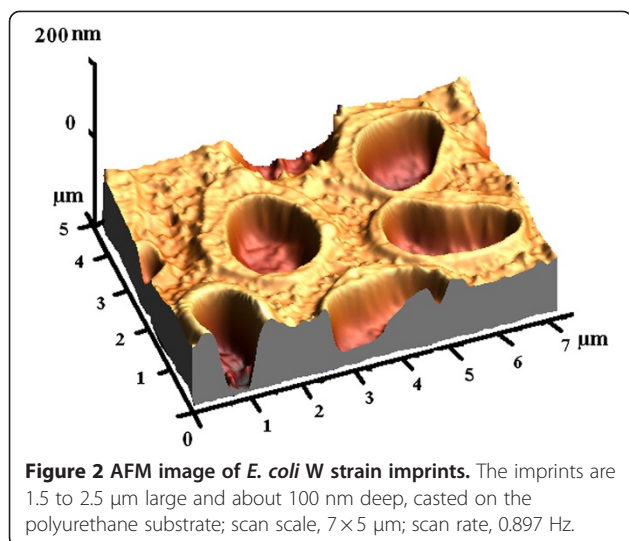 200 nm
0
μm
5
4
3
2
1
0
1
2
3
4
5
6
7 μm
Figure 2 AFM image of E. coli W strain imprints. The imprints are
1.5 to 2.5 μm large and about 100 nm deep, casted on the
polyurethane substrate; scan scale, 7 × 5 μm; scan rate, 0.897 Hz.